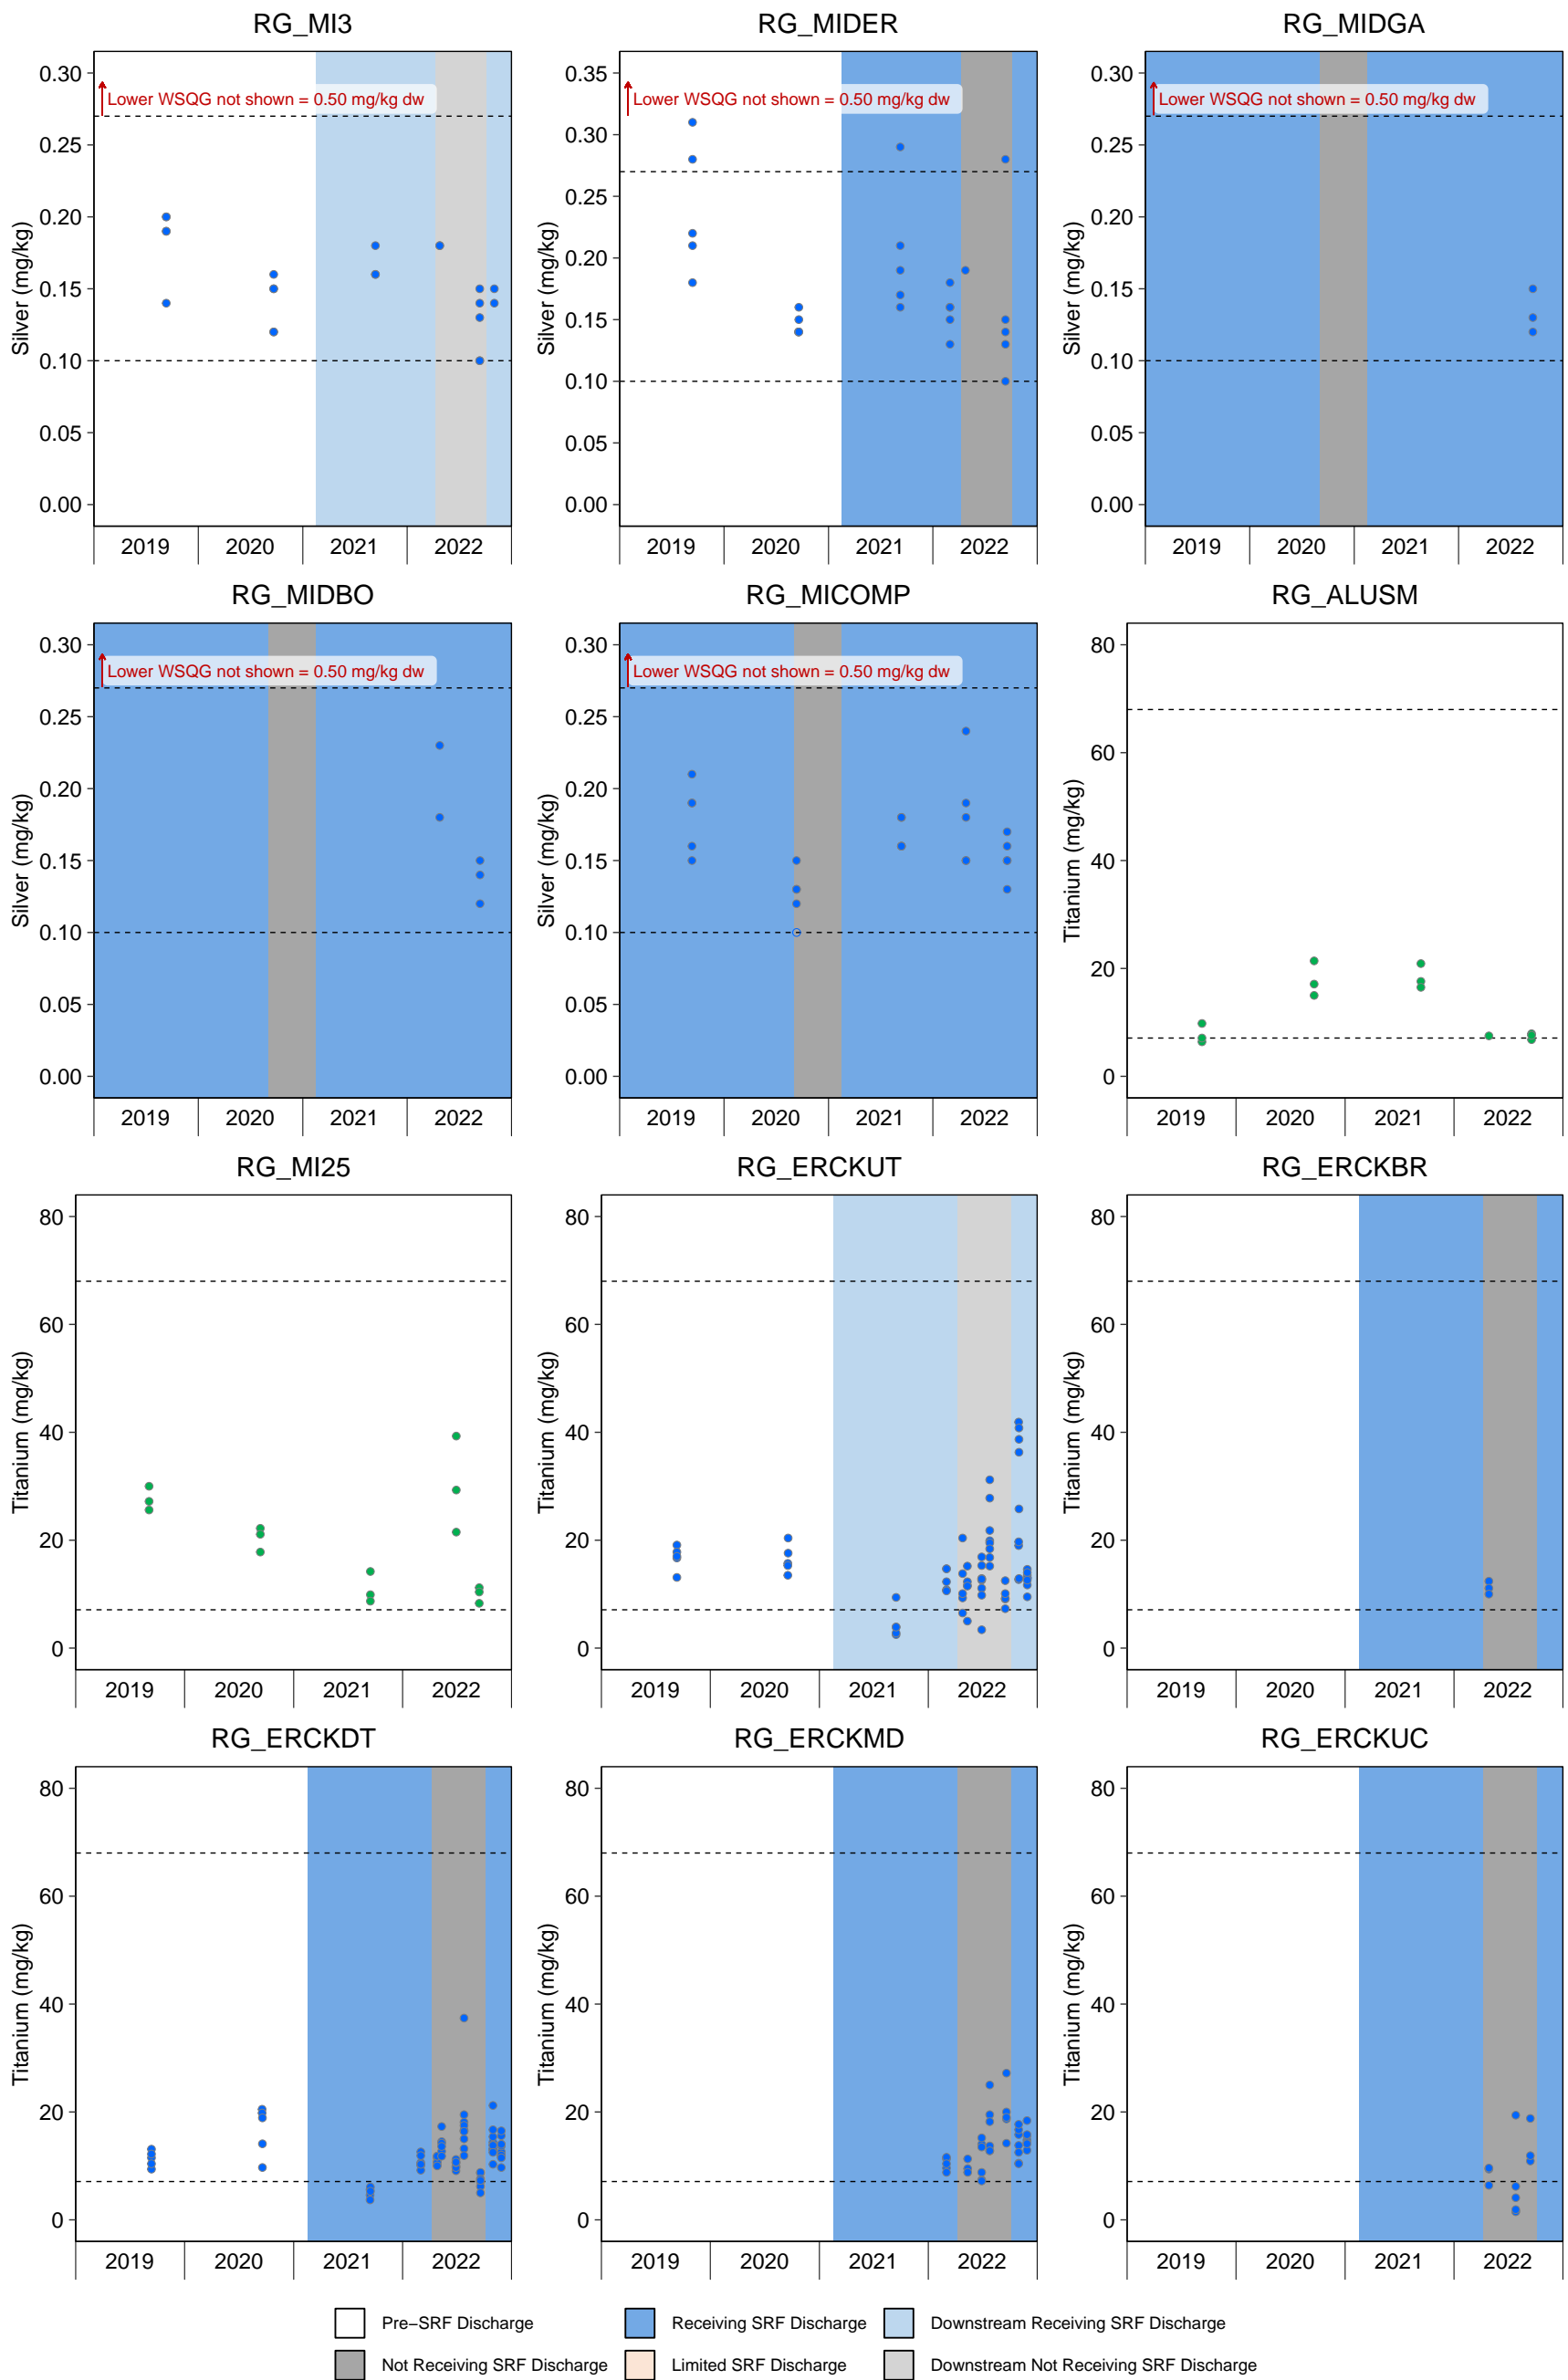 RG_MI3 RG_MIDER RG_MIDGA
Silver (mg/kg) 0.30 0.25 0.20 0.15 0.10 0.05 0.00
Lower WSQG not shown = 0.50 mg/kg dw
2019 2020 2021 2022
Silver (mg/kg) 0.35 0.30 0.25 0.20 0.15 0.10 0.05 0.00
Lower WSQG not shown = 0.50 mg/kg dw
2019 2020 2021 2022
Silver (mg/kg) 0.30 0.25 0.20 0.15 0.10 0.05 0.00
Lower WSQG not shown = 0.50 mg/kg dw
2019 2020 2021 2022
RG_MIDBO RG_MICOMP RG_ALUSM
Silver (mg/kg) 0.30 0.25 0.20 0.15 0.10 0.05 0.00
Lower WSQG not shown = 0.50 mg/kg dw
2019 2020 2021 2022
Silver (mg/kg) 0.30 0.25 0.20 0.15 0.10 0.05 0.00
Lower WSQG not shown = 0.50 mg/kg dw
2019 2020 2021 2022
Titanium (mg/kg) 80 60 40 20 0
2019 2020 2021 2022
RG_MI25 RG_ERCKUT RG_ERCKBR
Titanium (mg/kg) 80 60 40 20 0
2019 2020 2021 2022
Titanium (mg/kg) 80 60 40 20 0
2019 2020 2021 2022
Titanium (mg/kg) 80 60 40 20 0
2019 2020 2021 2022
RG_ERCKDT RG_ERCKMD RG_ERCKUC
Titanium (mg/kg) 80 60 40 20 0
2019 2020 2021 2022
Titanium (mg/kg) 80 60 40 20 0
2019 2020 2021 2022
Titanium (mg/kg) 80 60 40 20 0
2019 2020 2021 2022
Pre−SRF Discharge Receiving SRF Discharge Downstream Receiving SRF Discharge
Not Receiving SRF Discharge Limited SRF Discharge Downstream Not Receiving SRF Discharge